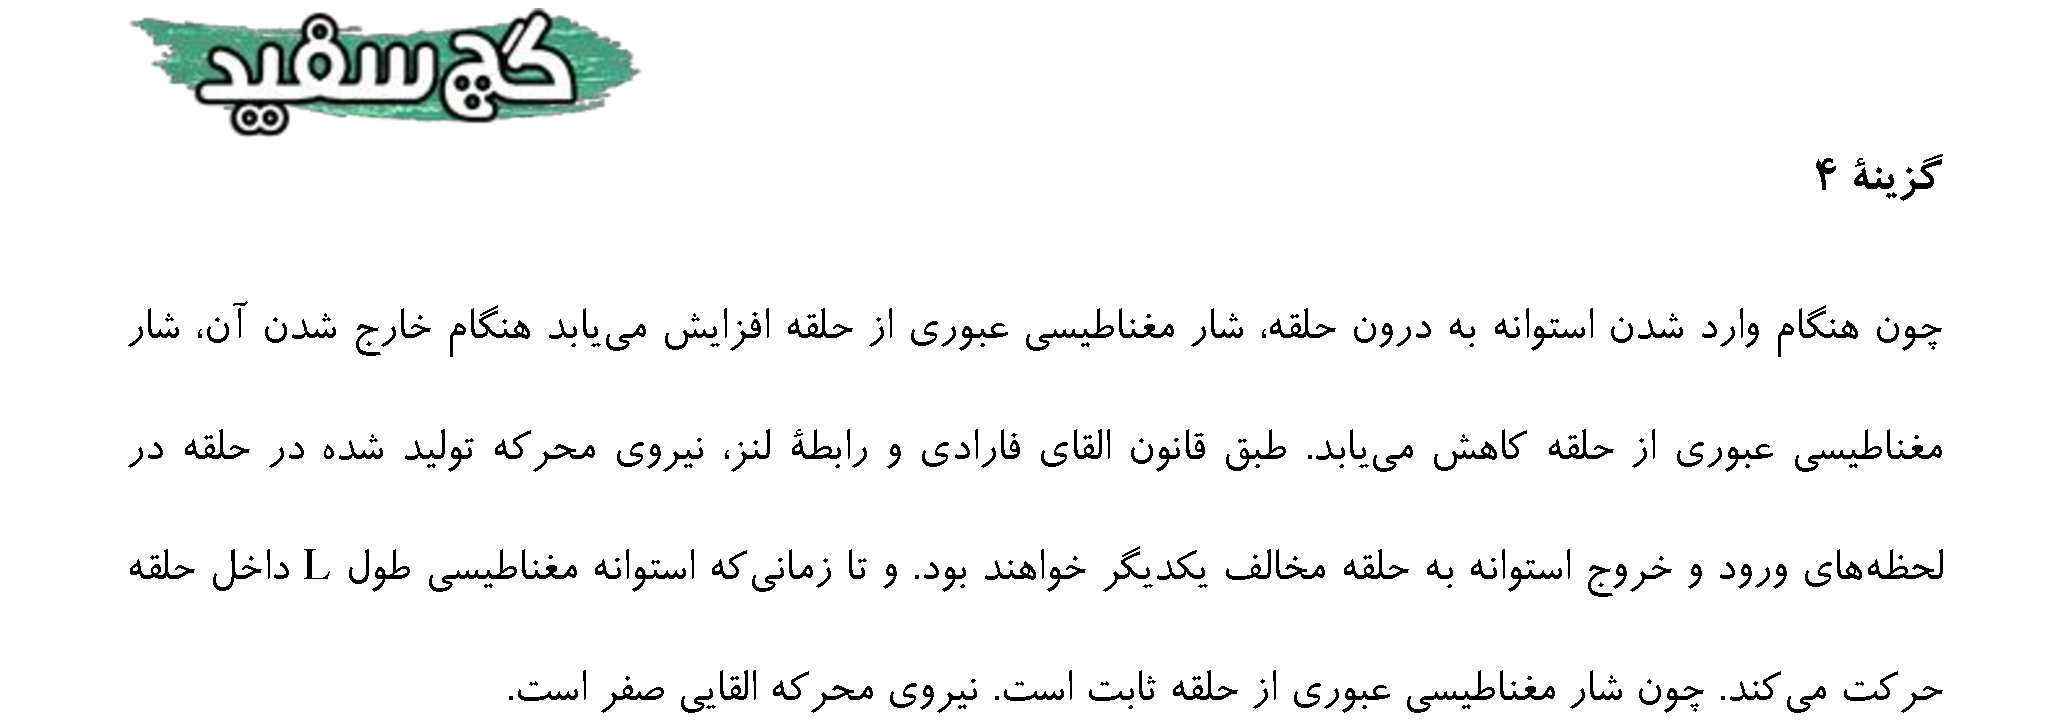 گچ سفید
گزینهٔ ۴
چون هنگام وارد شدن استوانه به درون حلقه، شار مغناطیسی عبوری از حلقه افزایش می‌یابد هنگام خارج شدن آن، شار
مغناطیسی عبوری از حلقه کاهش می‌یابد. طبق قانون القای فارادی و رابطهٔ لنز، نیروی محرکه تولید شده در حلقه در
لحظه‌های ورود و خروج استوانه به حلقه مخالف یکدیگر خواهند بود. و تا زمانی‌که استوانه مغناطیسی طول L داخل حلقه
حرکت می‌کند. چون شار مغناطیسی عبوری از حلقه ثابت است. نیروی محرکه القایی صفر است.